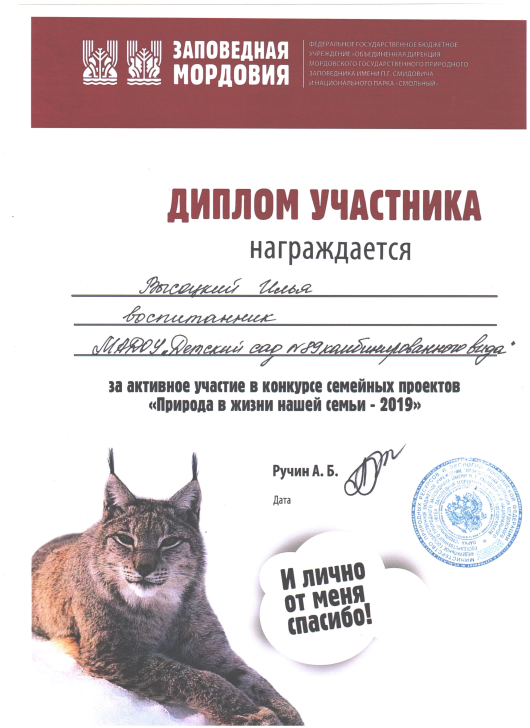 ЗАПОВЕДНАЯ
МОРДОВИЯ
ФЕДЕРАЛЬНОЕ ГОСУДАРСТВЕННОЕ БЮДЖЕТНОЕ
УЧРЕЖДЕНИЕ «ОБЪЕДИНЕННАЯ ДИРЕКЦИЯ
МОРДОВСКОГО ГОСУДАРСТВЕННОГО ПРИРОДНОГО
ЗАПОВЕДНИКА ИМЕНИ П.Г. СМИДОВИЧА
И НАЦИОНАЛЬНОГО ПАРКА «СМОЛЬНЫЙ»
ДИПЛОМ УЧАСТНИКА
награждается
Высоцкий Илья
воспитанник
МАДОУ „Детский сад №89 комбинированного вида"
за активное участие в конкурсе семейных проектов
«Природа в жизни нашей семьи - 2019»
Ручин А. Б.
Дата
И лично
от меня
спасибо!